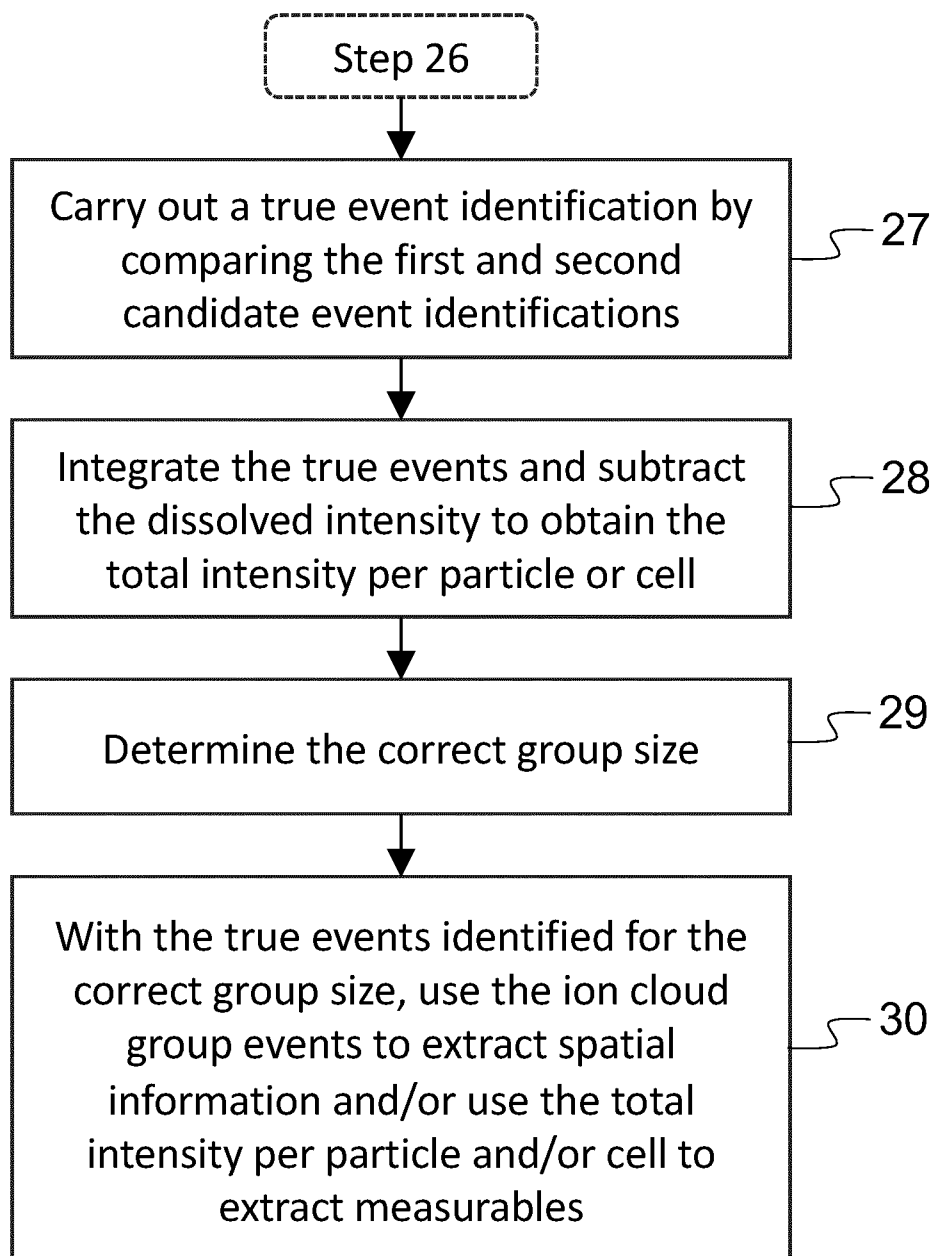 Step 26
Carry out a true event identification by
comparing the first and second
candidate event identifications
27
Integrate the true events and subtract
the dissolved intensity to obtain the
total intensity per particle or cell
28
Determine the correct group size
29
With the true events identified for the
correct group size, use the ion cloud
group events to extract spatial
information and/or use the total
intensity per particle and/or cell to
extract measurables
30